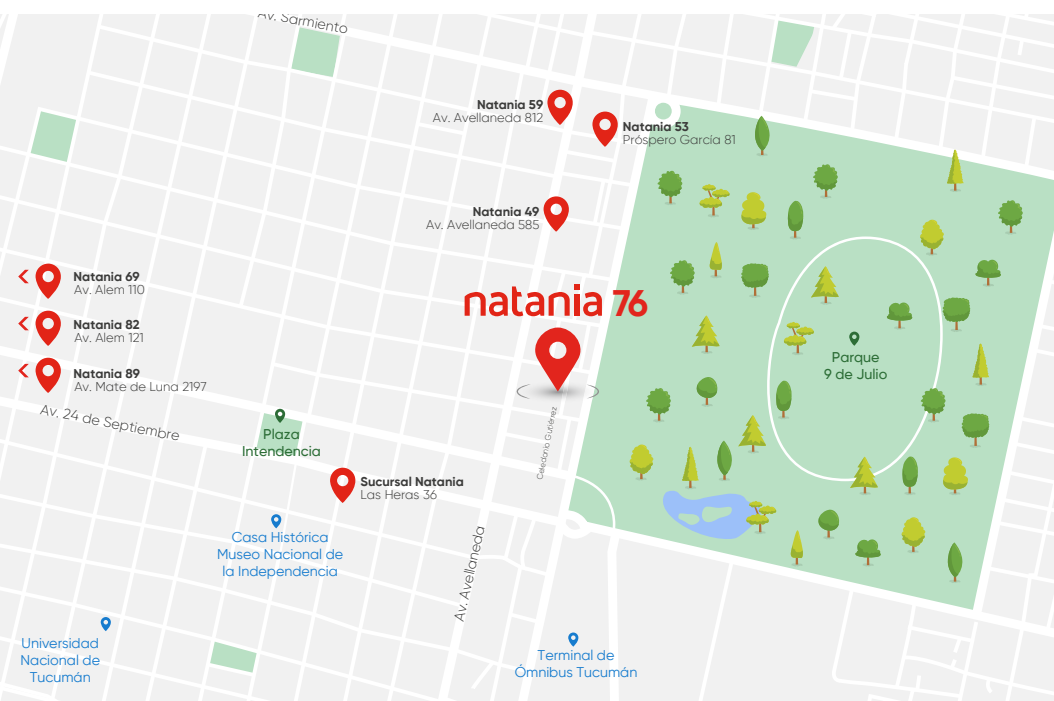 Av. Sarmiento
Natania 59
Av. Avellaneda 812
Natania 53
Próspero García 81
Natania 49
Av. Avellaneda 585
Natania 69
Av. Alem 110
natania 76
Natania 82
Av. Alem 121
Parque
9 de Julio
Natania 89
Av. Mate de Luna 2197
Av. 24 de Septiembre
Plaza
Intendencia
Celedonio Gutiérrez
Sucursal Natania
Las Heras 36
Casa Histórica
Museo Nacional de
la Independencia
Av. Avellaneda
Universidad
Nacional de
Tucumán
Terminal de
Ómnibus Tucumán